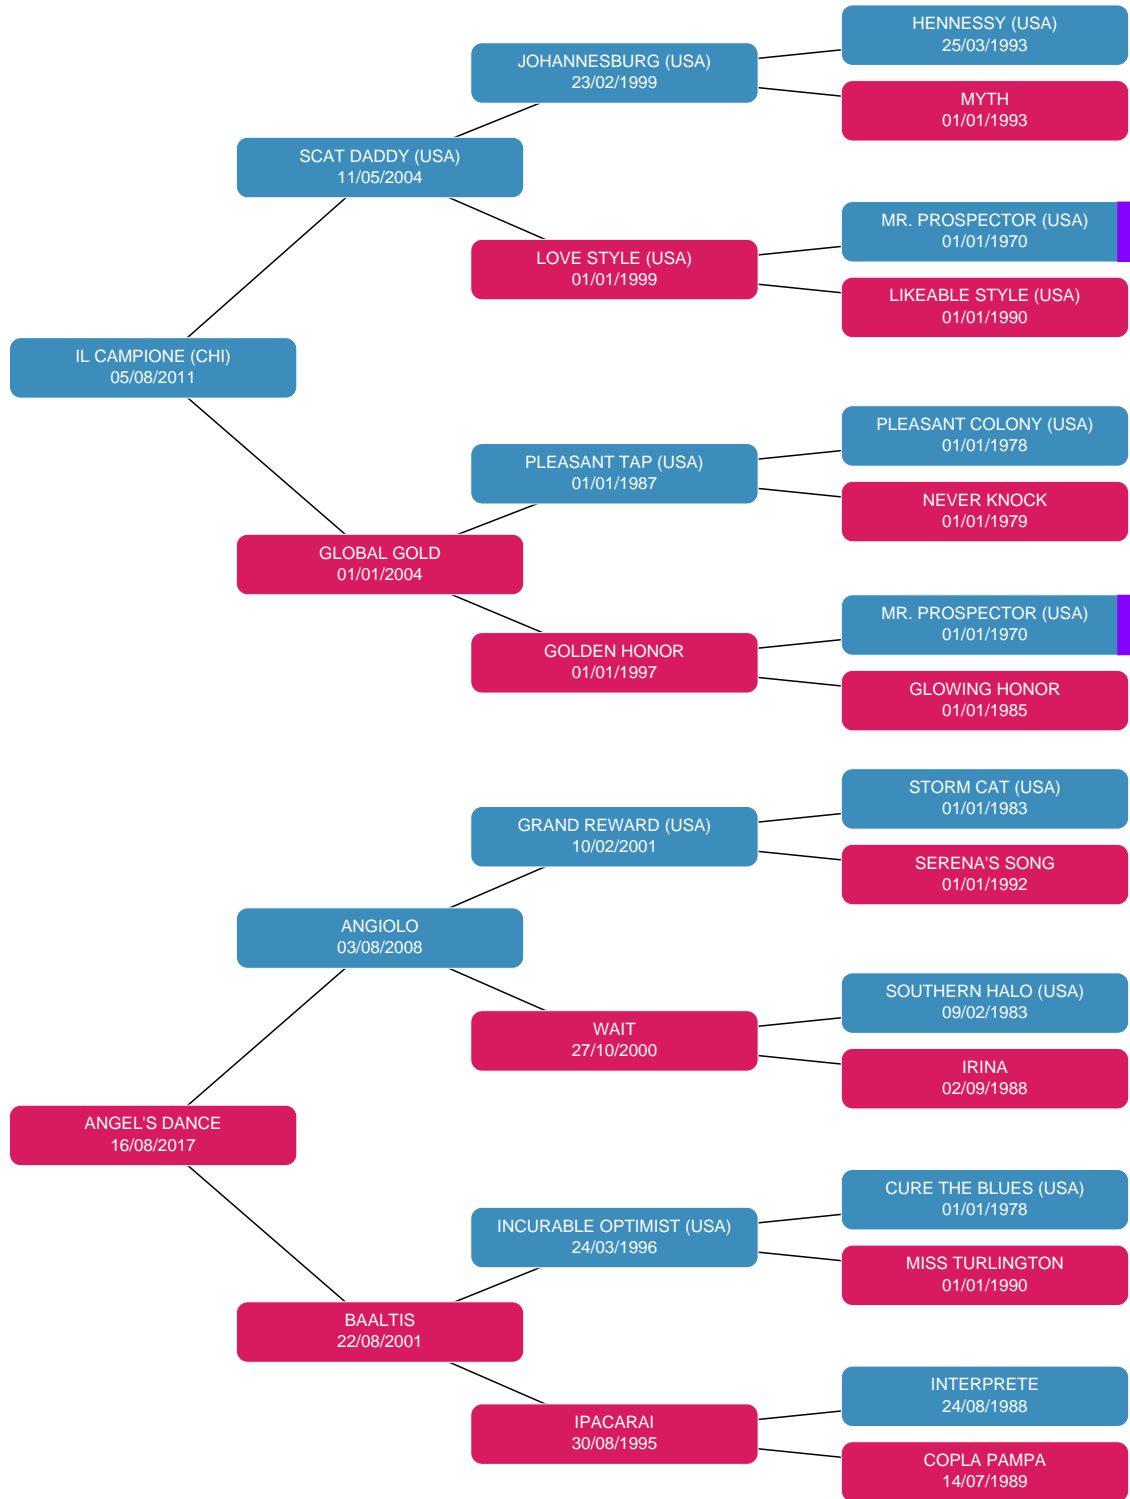 HENNESSY (USA)
25/03/1993
JOHANNESBURG (USA)
23/02/1999
MYTH
01/01/1993
SCAT DADDY (USA)
11/05/2004
MR. PROSPECTOR (USA)
01/01/1970
LOVE STYLE (USA)
01/01/1999
LIKEABLE STYLE (USA)
01/01/1990
IL CAMPIONE (CHI)
05/08/2011
PLEASANT COLONY (USA)
01/01/1978
PLEASANT TAP (USA)
01/01/1987
NEVER KNOCK
01/01/1979
GLOBAL GOLD
01/01/2004
MR. PROSPECTOR (USA)
01/01/1970
GOLDEN HONOR
01/01/1997
GLOWING HONOR
01/01/1985
STORM CAT (USA)
01/01/1983
GRAND REWARD (USA)
10/02/2001
SERENA'S SONG
01/01/1992
ANGIOLO
03/08/2008
SOUTHERN HALO (USA)
09/02/1983
WAIT
27/10/2000
IRINA
02/09/1988
ANGEL'S DANCE
16/08/2017
CURE THE BLUES (USA)
01/01/1978
INCURABLE OPTIMIST (USA)
24/03/1996
MISS TURLINGTON
01/01/1990
BAALTIS
22/08/2001
INTERPRETE
24/08/1988
IPACARAI
30/08/1995
COPLA PAMPA
14/07/1989